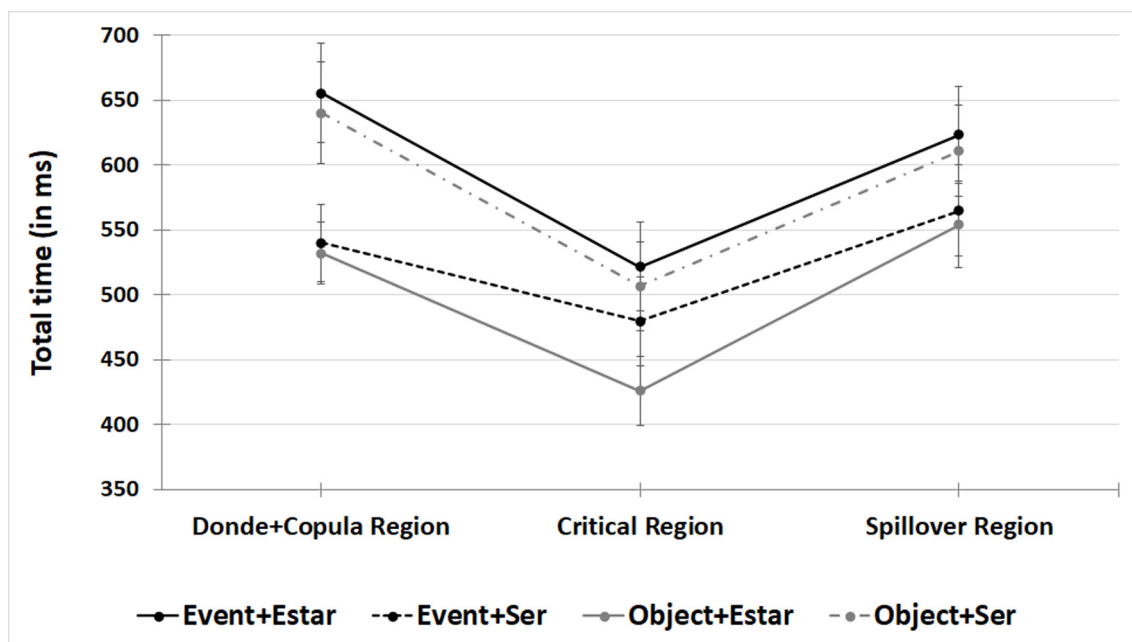 700
650
600
550
500
450
400
350
Total time (in ms)
Donde+Copula Region Critical Region Spillover Region
Event+Estar Event+Ser Object+Estar Object+Ser